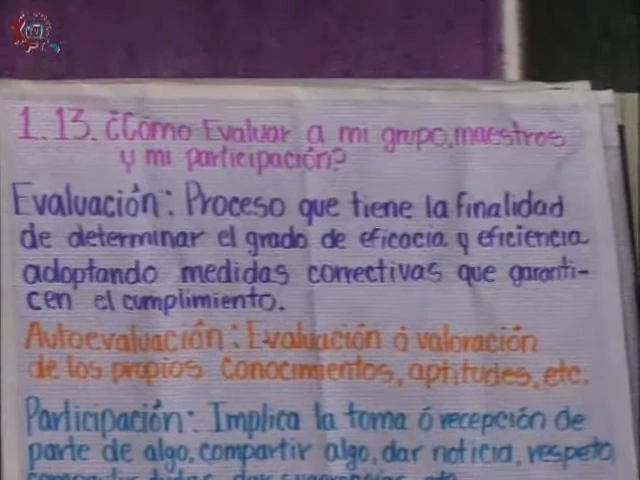 1.13. ¿Cómo Evaluar a mi grupo, maestros
y mi participación?
Evaluación: Proceso que tiene la finalidad
de determinar el grado de eficacia y eficiencia
adoptando medidas correctivas que garanti-
cen el cumplimiento.
Autoevaluación: Evaluación ó valoración
de los propios conocimientos, aptitudes, etc.
Participación: Implica la toma ó recepción de
parte de algo, compartir algo, dar noticia, respeto,